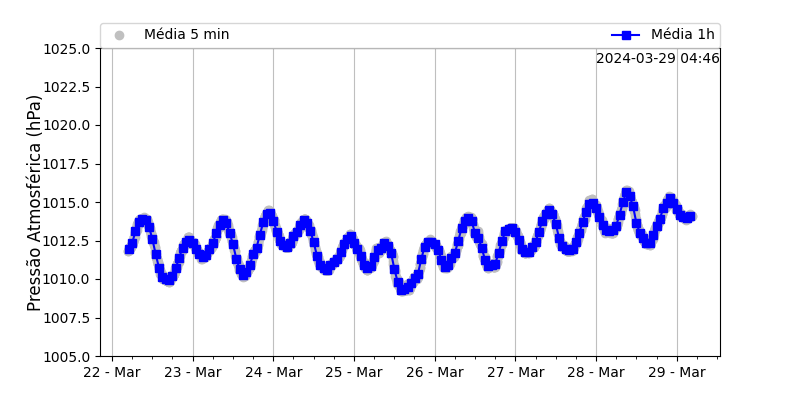 Média 5 min
Média 1h
2024-03-29 04:46
Pressão Atmosférica (hPa)
1025.0
1022.5
1020.0
1017.5
1015.0
1012.5
1010.0
1007.5
1005.0
22 - Mar
23 - Mar
24 - Mar
25 - Mar
26 - Mar
27 - Mar
28 - Mar
29 - Mar